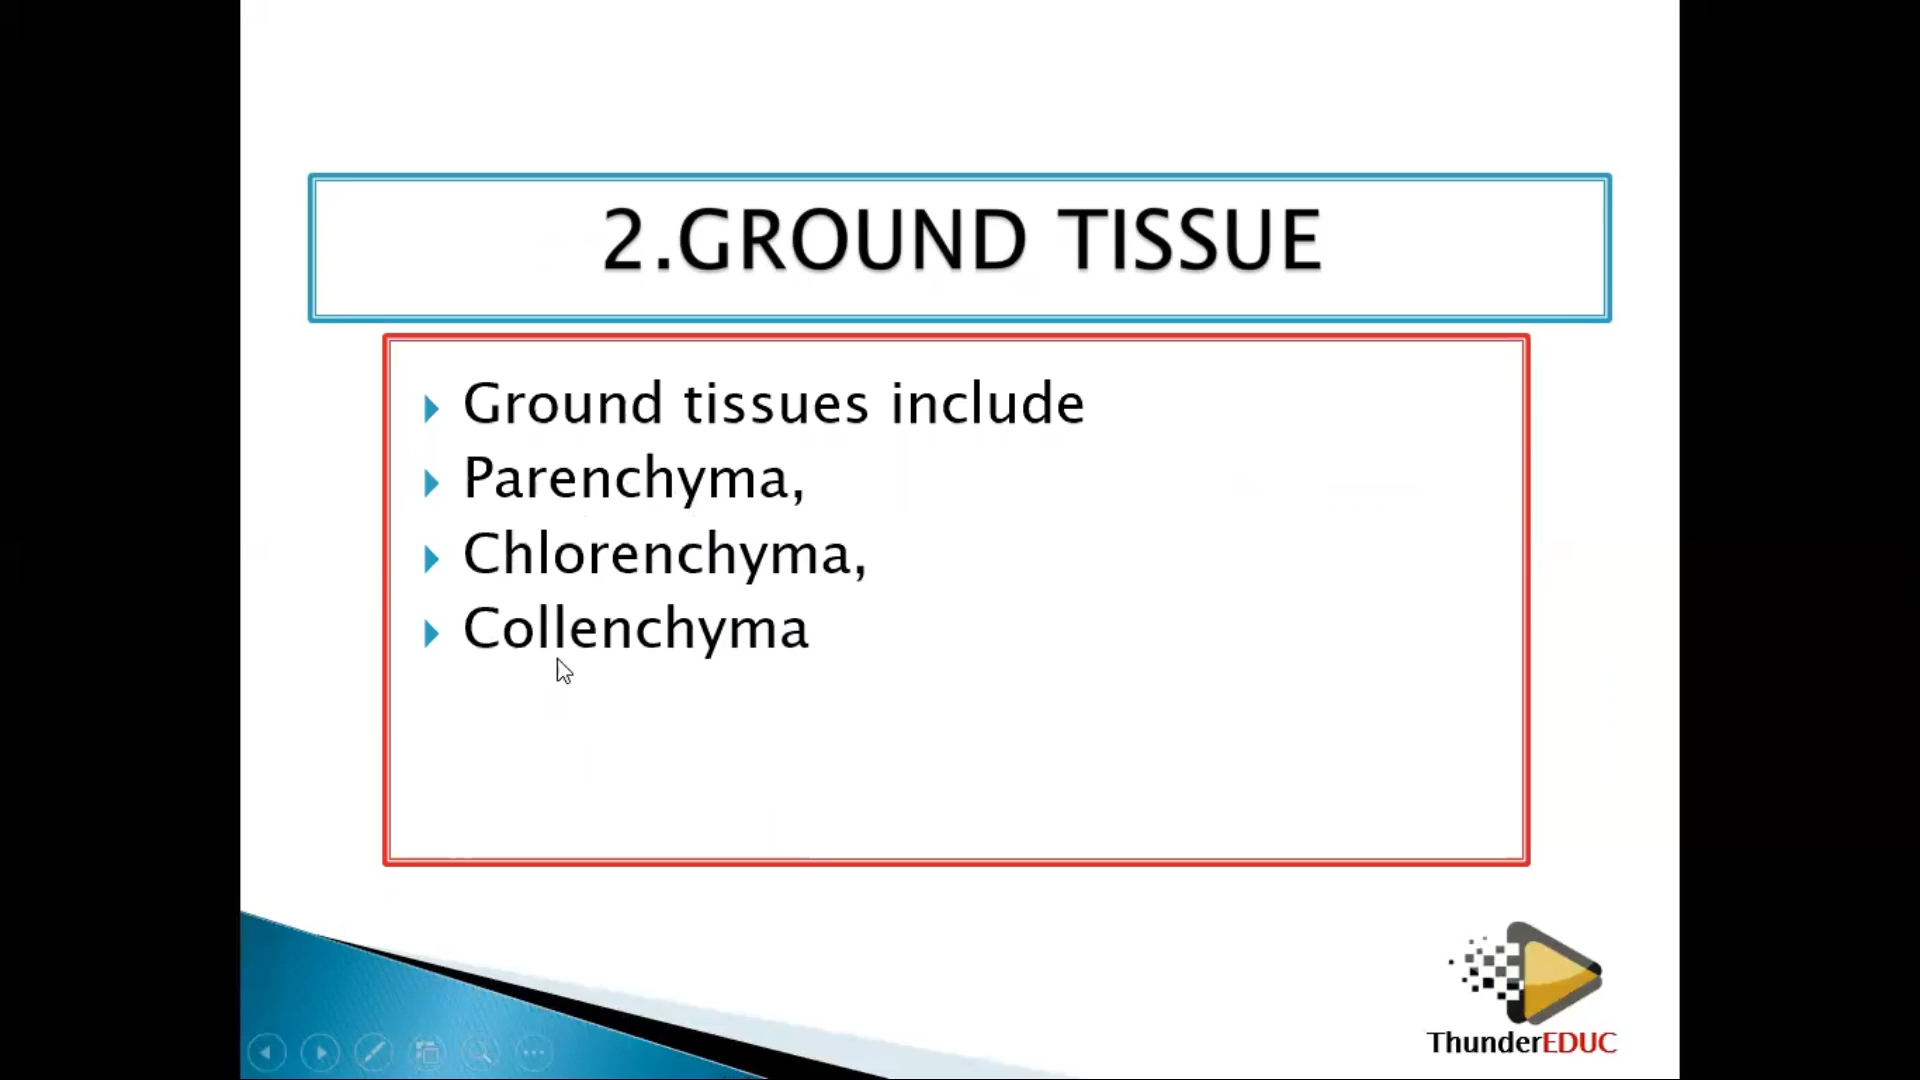 2.GROUND TISSUE
Ground tissues include
Parenchyma,
Chlorenchyma,
Collenchyma
ThunderEDUC